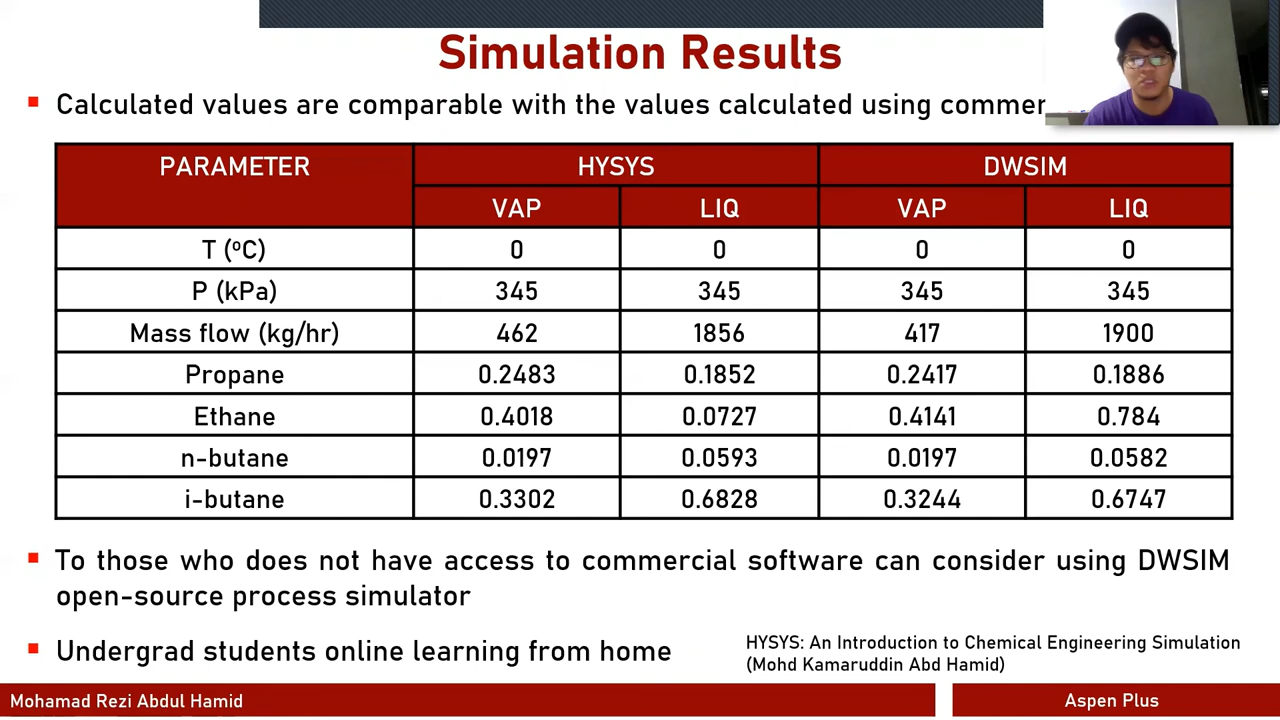 Simulation Results
▪ Calculated values are comparable with the values calculated using
PARAMETER HYSYS DWSIM
VAP LIQ VAP LIQ
T (ºC) 0 0 0 0
P (kPa) 345 345 345 345
Mass flow (kg/hr) 462 1856 417 1900
Propane 0.2483 0.1852 0.2417 0.1886
Ethane 0.4018 0.0727 0.4141 0.784
n-butane 0.0197 0.0593 0.0197 0.0582
i-butane 0.3302 0.6828 0.3244 0.6747
▪ To those who does not have access to commercial software can consider using DWSIM
open-source process simulator
▪ Undergrad students online learning from home
HYSYS: An Introduction to Chemical Engineering Simulation
(Mohd Kamaruddin Abd Hamid)
Mohamad Rezi Abdul Hamid
Aspen Plus